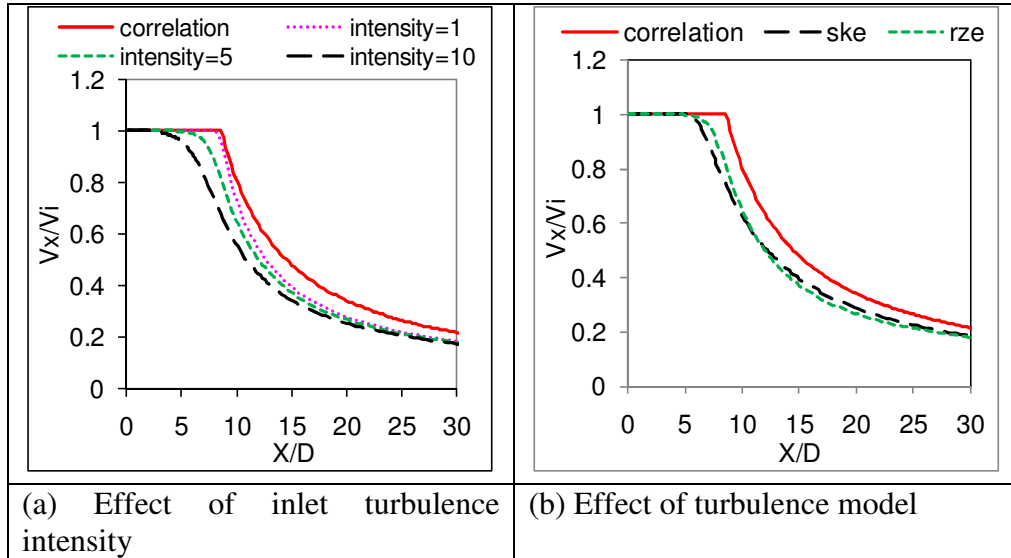 correlation intensity=1
intensity=5 intensity=10
1.2
1
0.8
0.6
0.4
0.2
0
Vx/Vi
0 5 10 15 20 25 30
X/D
(a) Effect of inlet turbulence
intensity
correlation ske rze
1.2
1
0.8
0.6
0.4
0.2
0
Vx/Vi
0 5 10 15 20 25 30
X/D
(b) Effect of turbulence model